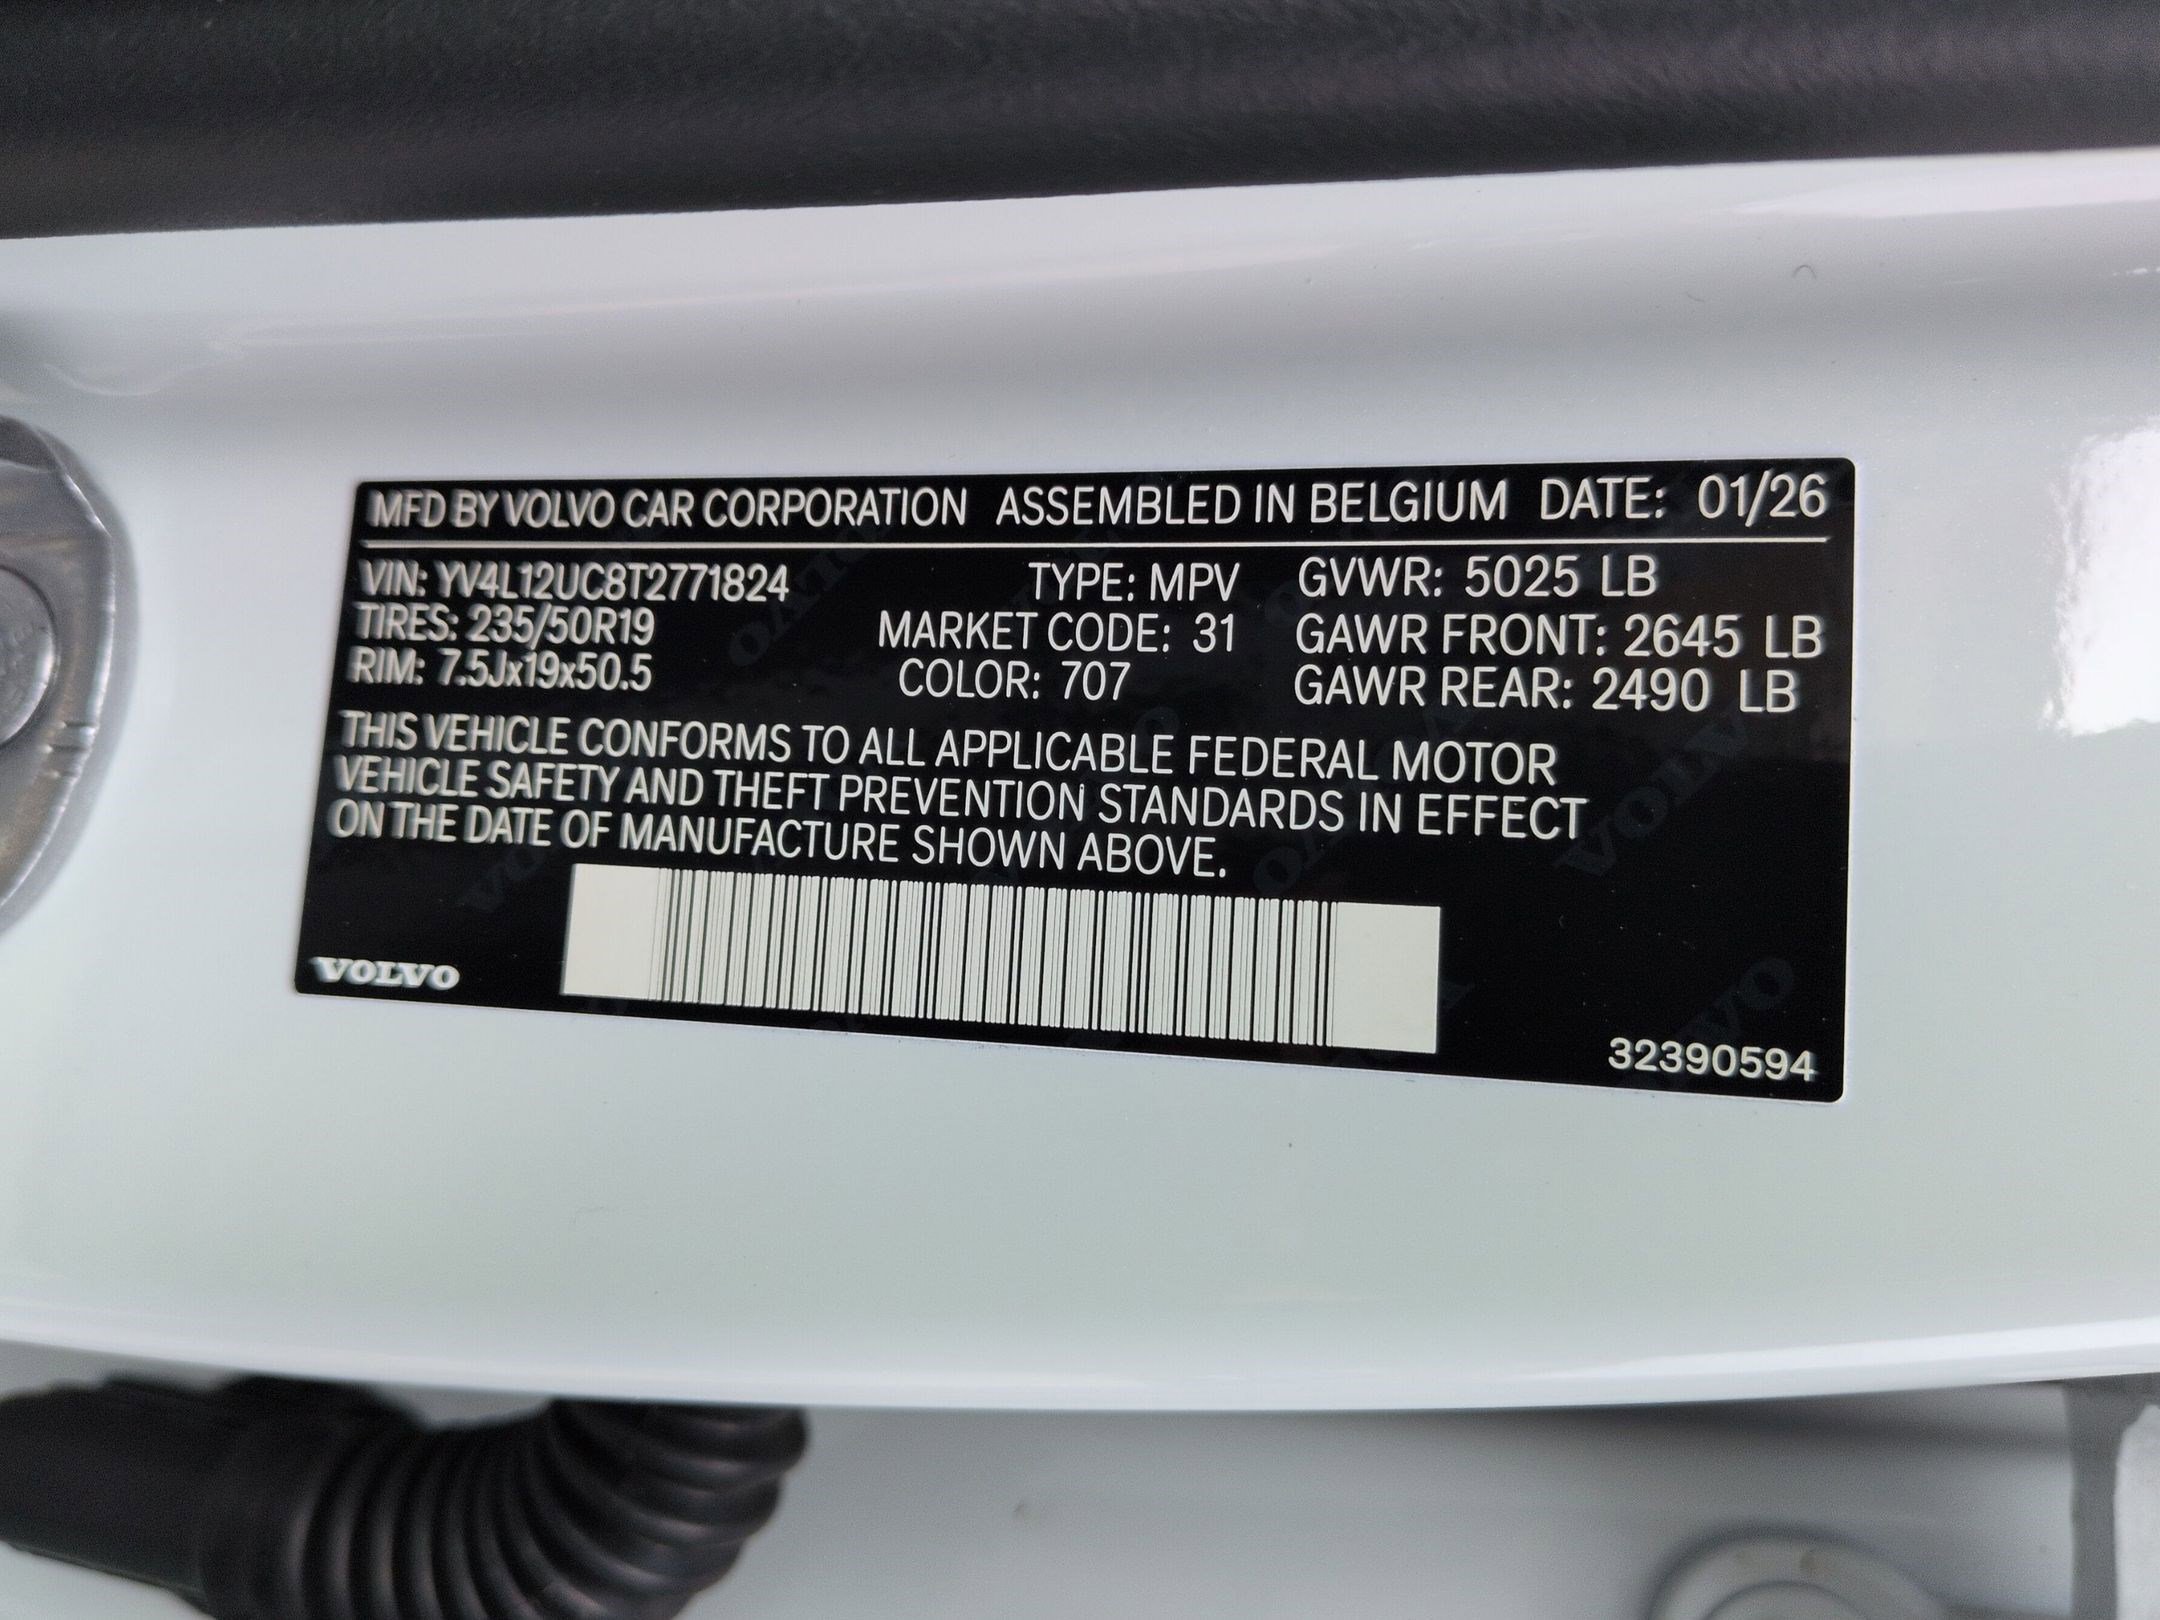 MFD BY VOLVO CAR CORPORATION ASSEMBLED IN BELGIUM DATE: 01/26
VIN: YV4L12UC8T2771824 TYPE: MPV GVWR: 5025 LB
TIRES: 235/50R19 MARKET CODE: 31 GAWR FRONT: 2645 LB
RIM: 7.5Jx19x50.5 COLOR: 707 GAWR REAR: 2490 LB
THIS VEHICLE CONFORMS TO ALL APPLICABLE FEDERAL MOTOR
VEHICLE SAFETY AND THEFT PREVENTION STANDARDS IN EFFECT
ON THE DATE OF MANUFACTURE SHOWN ABOVE.
VOLVO
32390594